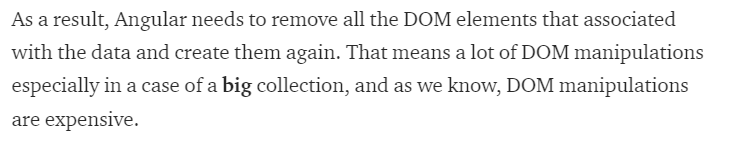 As a result, Angular needs to remove all the DOM elements that associated
with the data and create them again. That means a lot of DOM manipulations
especially in a case of a big collection, and as we know, DOM manipulations
are expensive.